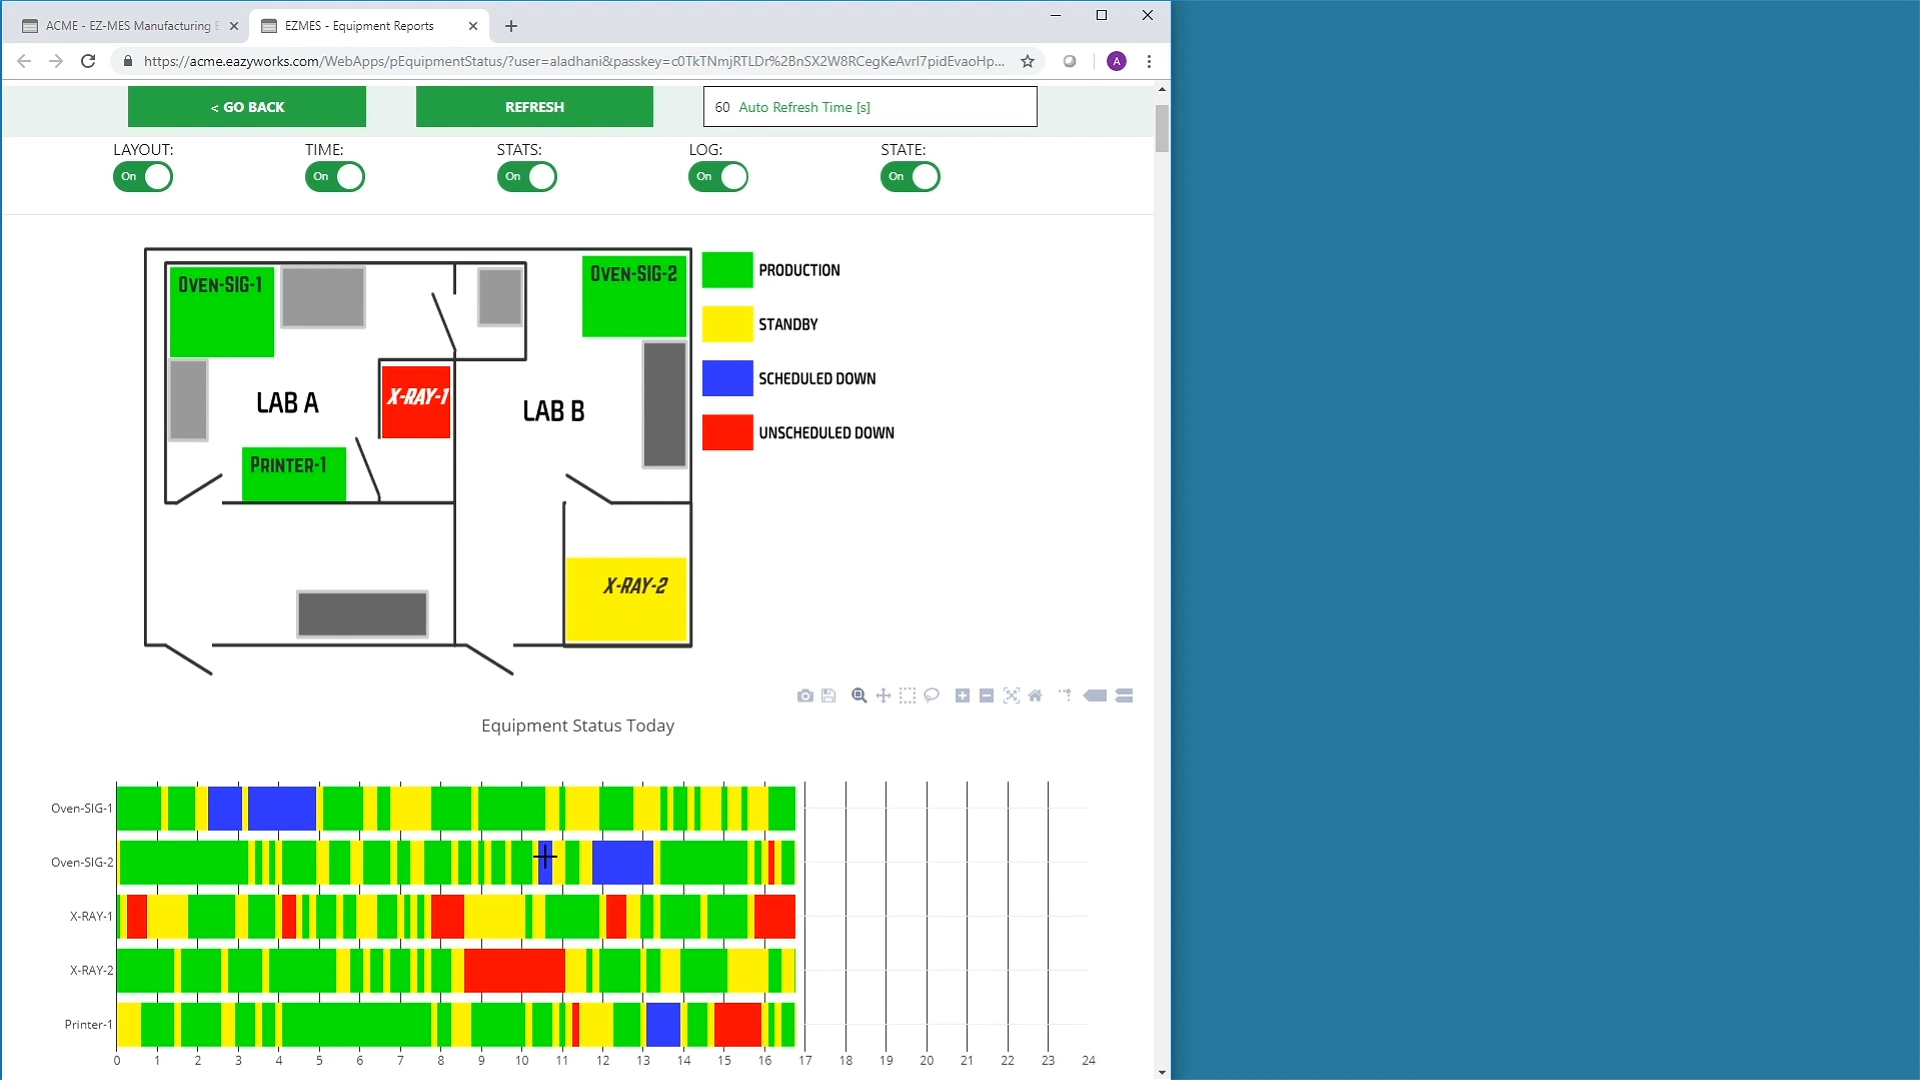 ACME - EZ-MES Manufacturing E
EZMES - Equipment Reports
https://acme.eazyworks.com/WebApps/pEquipmentStatus/?user=aladhani&passkey=c0TkTNmjRTLDr%2BnSX2W8RCegKeAvrI7pidEvaoHp...
A
< GO BACK
REFRESH
60 Auto Refresh Time [s]
LAYOUT: TIME: STATS: LOG: STATE:
On On On On On
OVEN-SIG-1
OVEN-SIG-2
PRODUCTION
STANDBY
SCHEDULED DOWN
X-RAY-1
LAB A
LAB B
UNSCHEDULED DOWN
PRINTER-1
X-RAY-2
Equipment Status Today
Oven-SIG-1
Oven-SIG-2
X-RAY-1
X-RAY-2
Printer-1
0 1 2 3 4 5 6 7 8 9 10 11 12 13 14 15 16 17 18 19 20 21 22 23 24